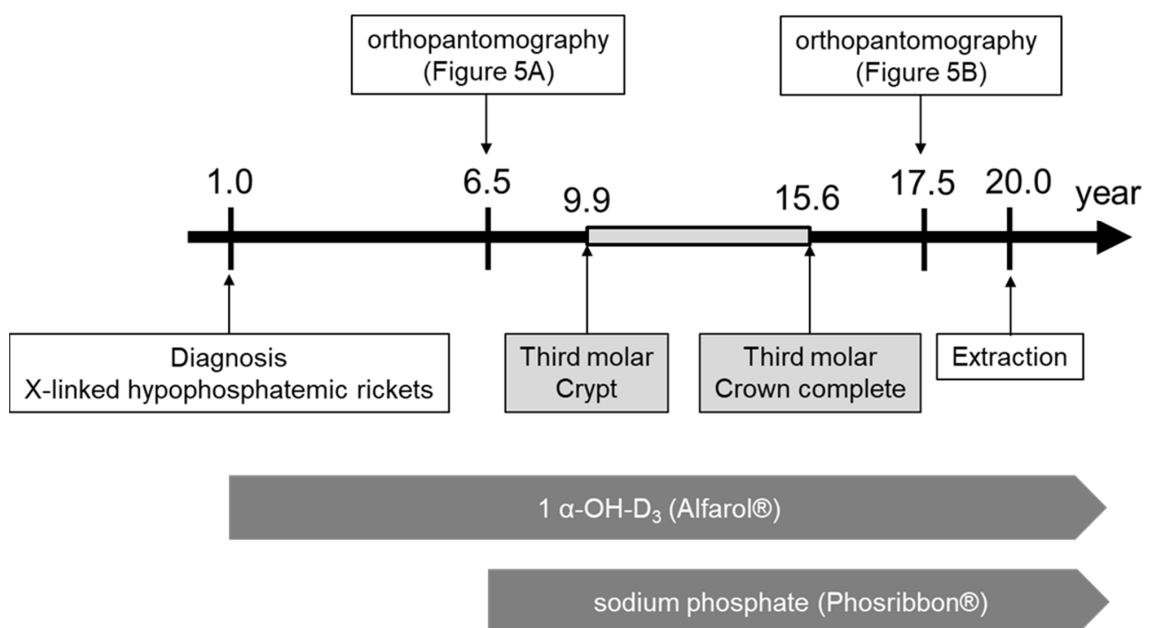 orthopantomography
(Figure 5A)
orthopantomography
(Figure 5B)
1.0
6.5
9.9
15.6
17.5
20.0
year
Diagnosis
X-linked hypophosphatemic rickets
Third molar
Crypt
Third molar
Crown complete
Extraction
1 α-OH-D₃ (Alfarol®)
sodium phosphate (Phosribbon®)